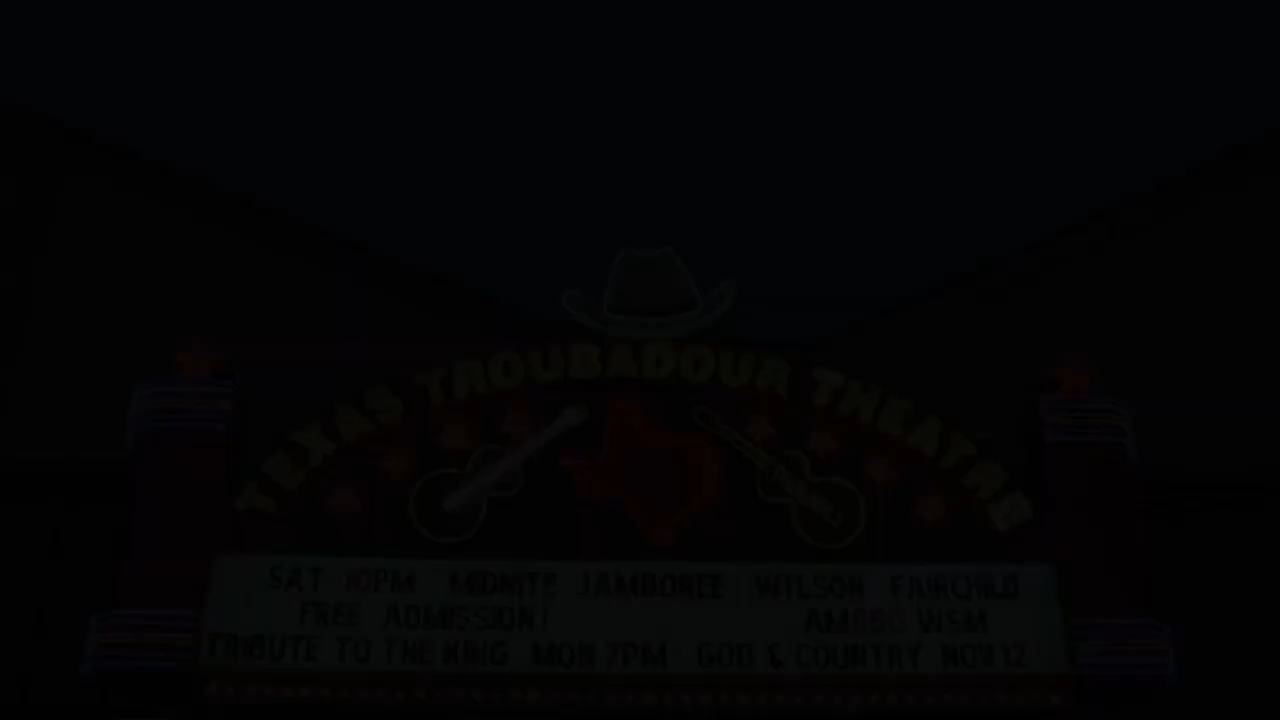 TEXAS TROUBADOUR THEATRE
SAT 10PM MIDNITE JAMBOREE WILSON FAIRCHILD
FREE ADMISSION! AM650 WSM
TRIBUTE TO THE KING MON 7PM GOD & COUNTRY NOV 12